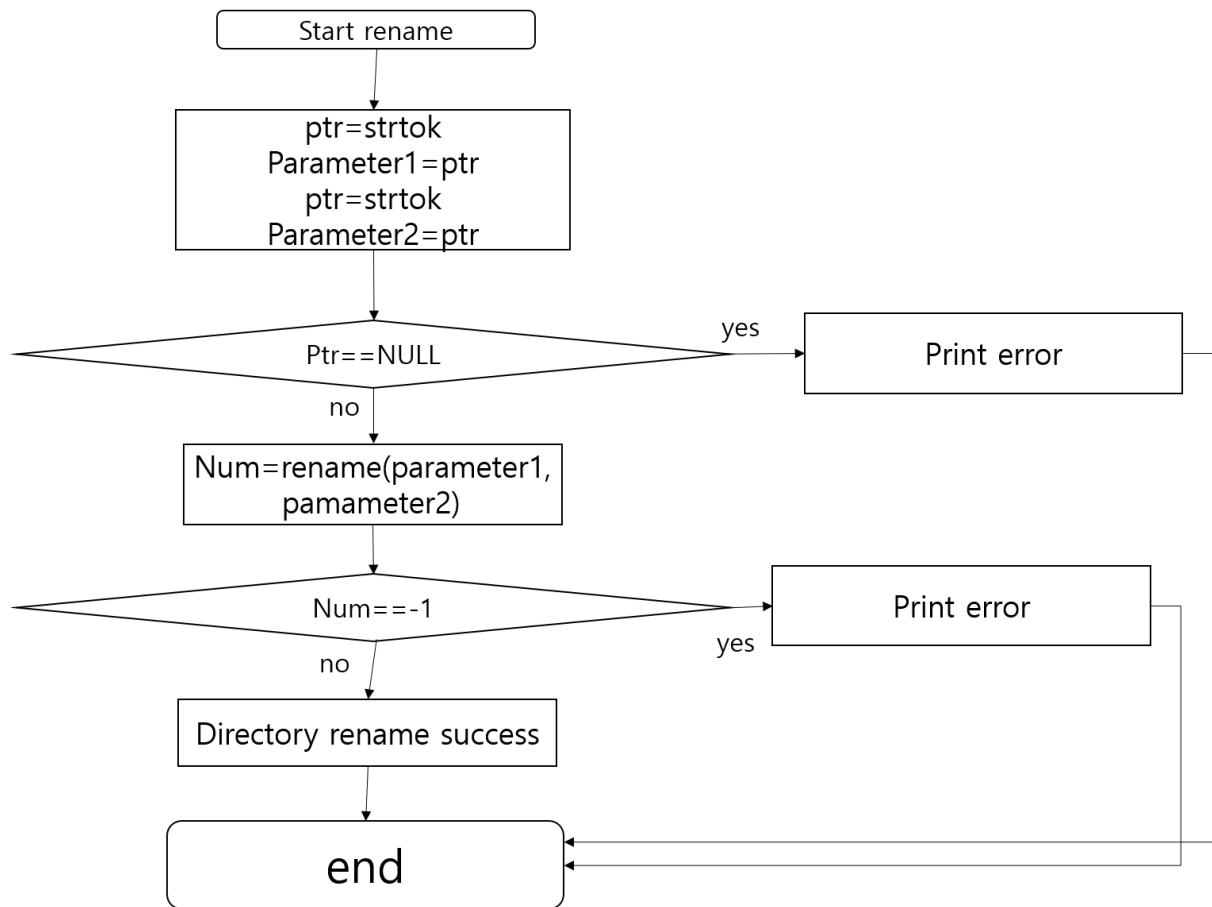 Start rename
ptr=strtok
Parameter1=ptr
ptr=strtok
Parameter2=ptr
Ptr==NULL
yes
Print error
no
Num=rename(parameter1,
pamameter2)
Num==-1
yes
Print error
no
Directory rename success
end